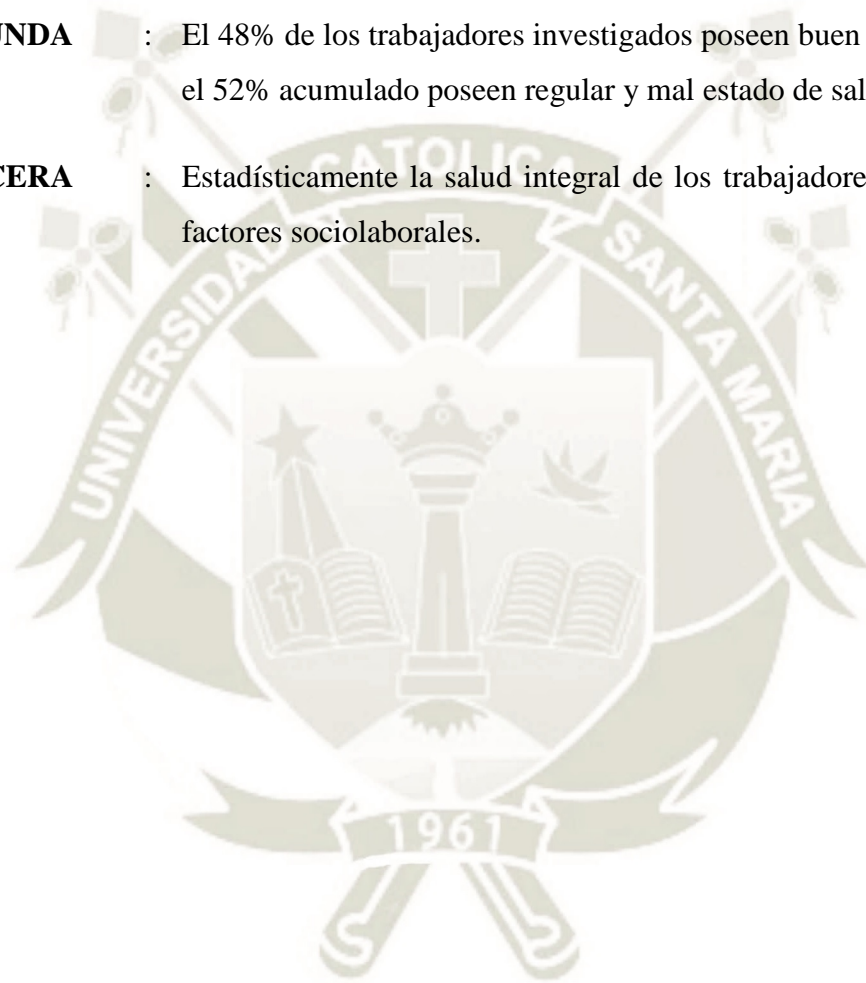 UNDA : El 48% de los trabajadores investigados poseen buen
el 52% acumulado poseen regular y mal estado de sal
CERA : Estadísticamente la salud integral de los trabajadore
factores sociolaborales.
UNIVERSIDAD CATOLICA SANTA MARIA
1961